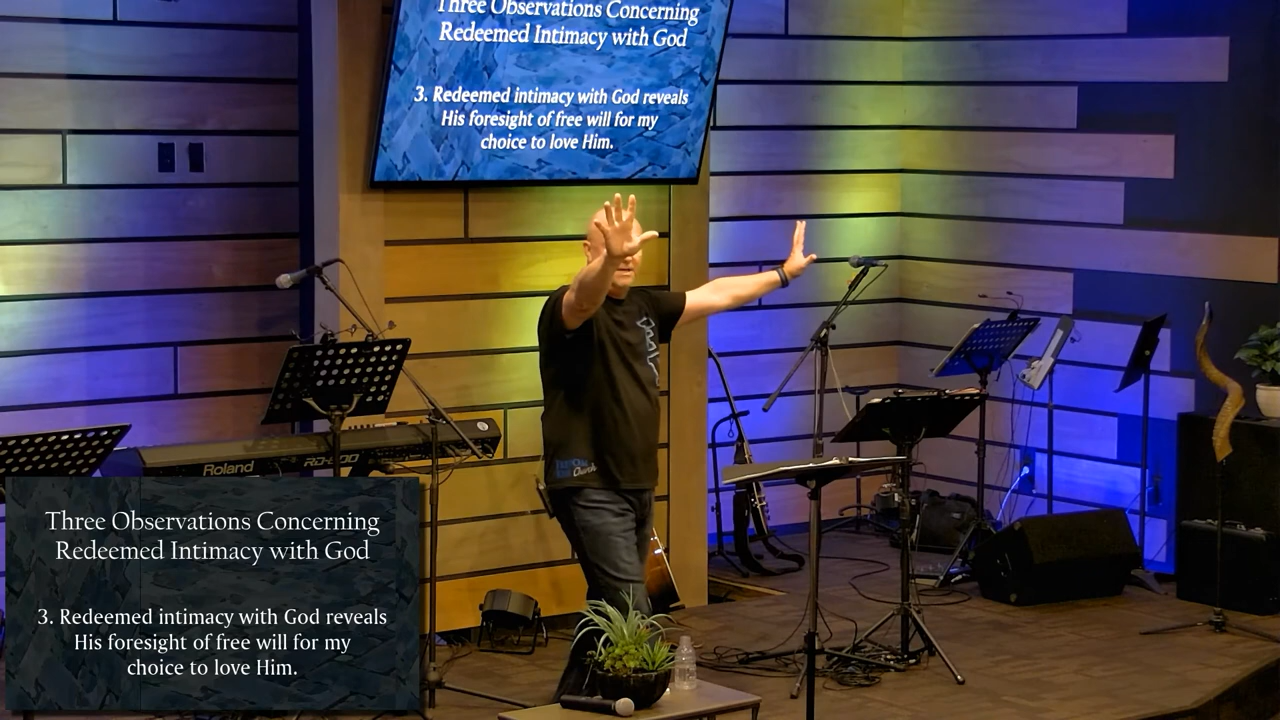 Three Observations Concerning
Redeemed Intimacy with God
3. Redeemed intimacy with God reveals
His foresight of free will for my
choice to love Him.
Roland
Church
Three Observations Concerning
Redeemed Intimacy with God
3. Redeemed intimacy with God reveals
His foresight of free will for my
choice to love Him.